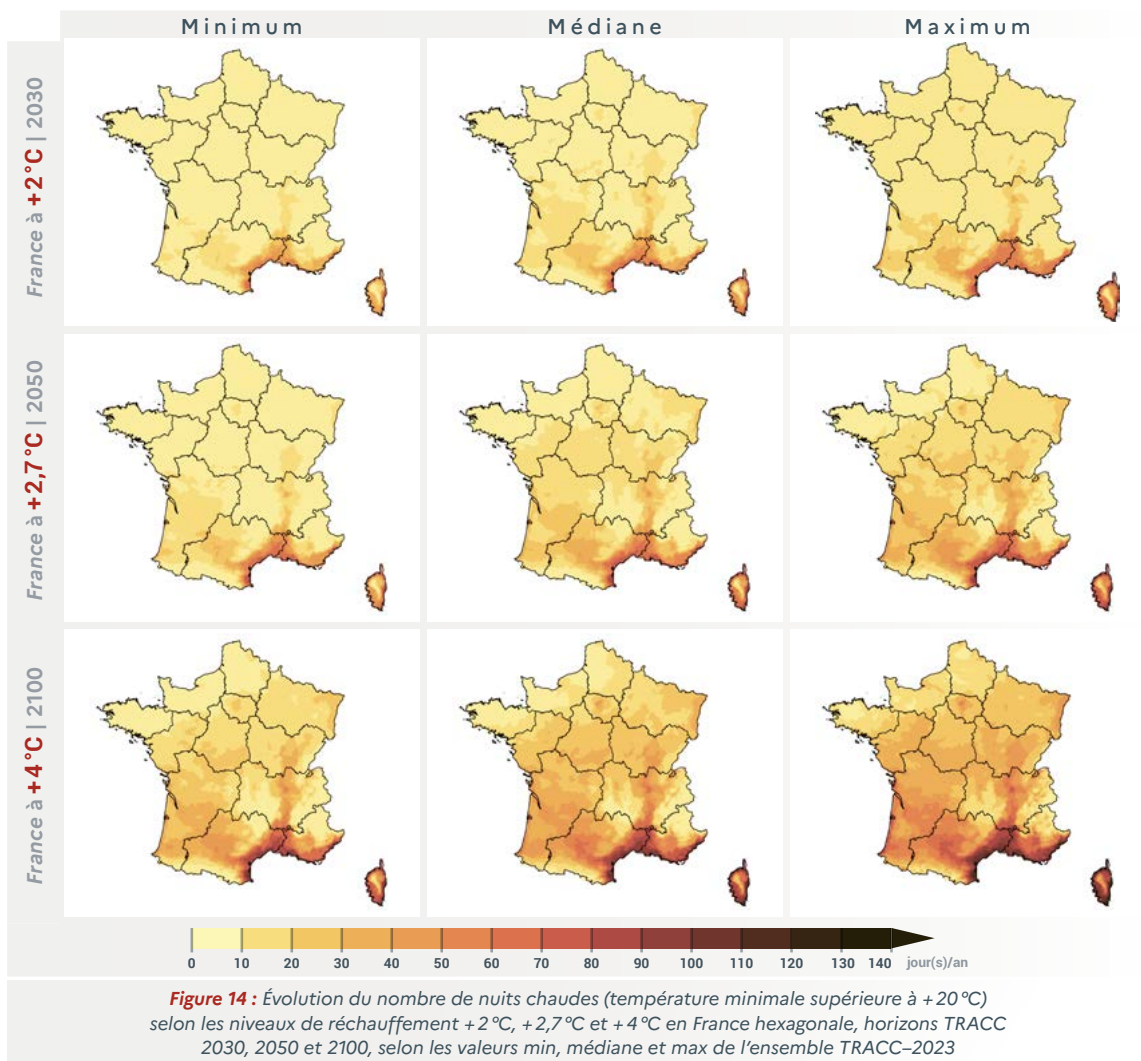 Minimum Médiane Maximum
France à +2°C | 2030
France à +2,7°C | 2050
France à +4°C | 2100
0 10 20 30 40 50 60 70 80 90 100 110 120 130 140 jour(s)/an
Figure 14 : Évolution du nombre de nuits chaudes (température minimale supérieure à +20°C)
selon les niveaux de réchauffement +2°C, +2,7°C et +4°C en France hexagonale, horizons TRACC
2030, 2050 et 2100, selon les valeurs min, médiane et max de l'ensemble TRACC–2023